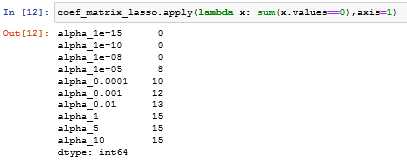 In [12]: coef_matrix_lasso.apply(lambda x: sum(x.values==0),axis=1)
Out[12]: alpha_1e-15 0
alpha_1e-10 0
alpha_1e-08 0
alpha_1e-05 8
alpha_0.0001 10
alpha_0.001 12
alpha_0.01 13
alpha_1 15
alpha_5 15
alpha_10 15
dtype: int64